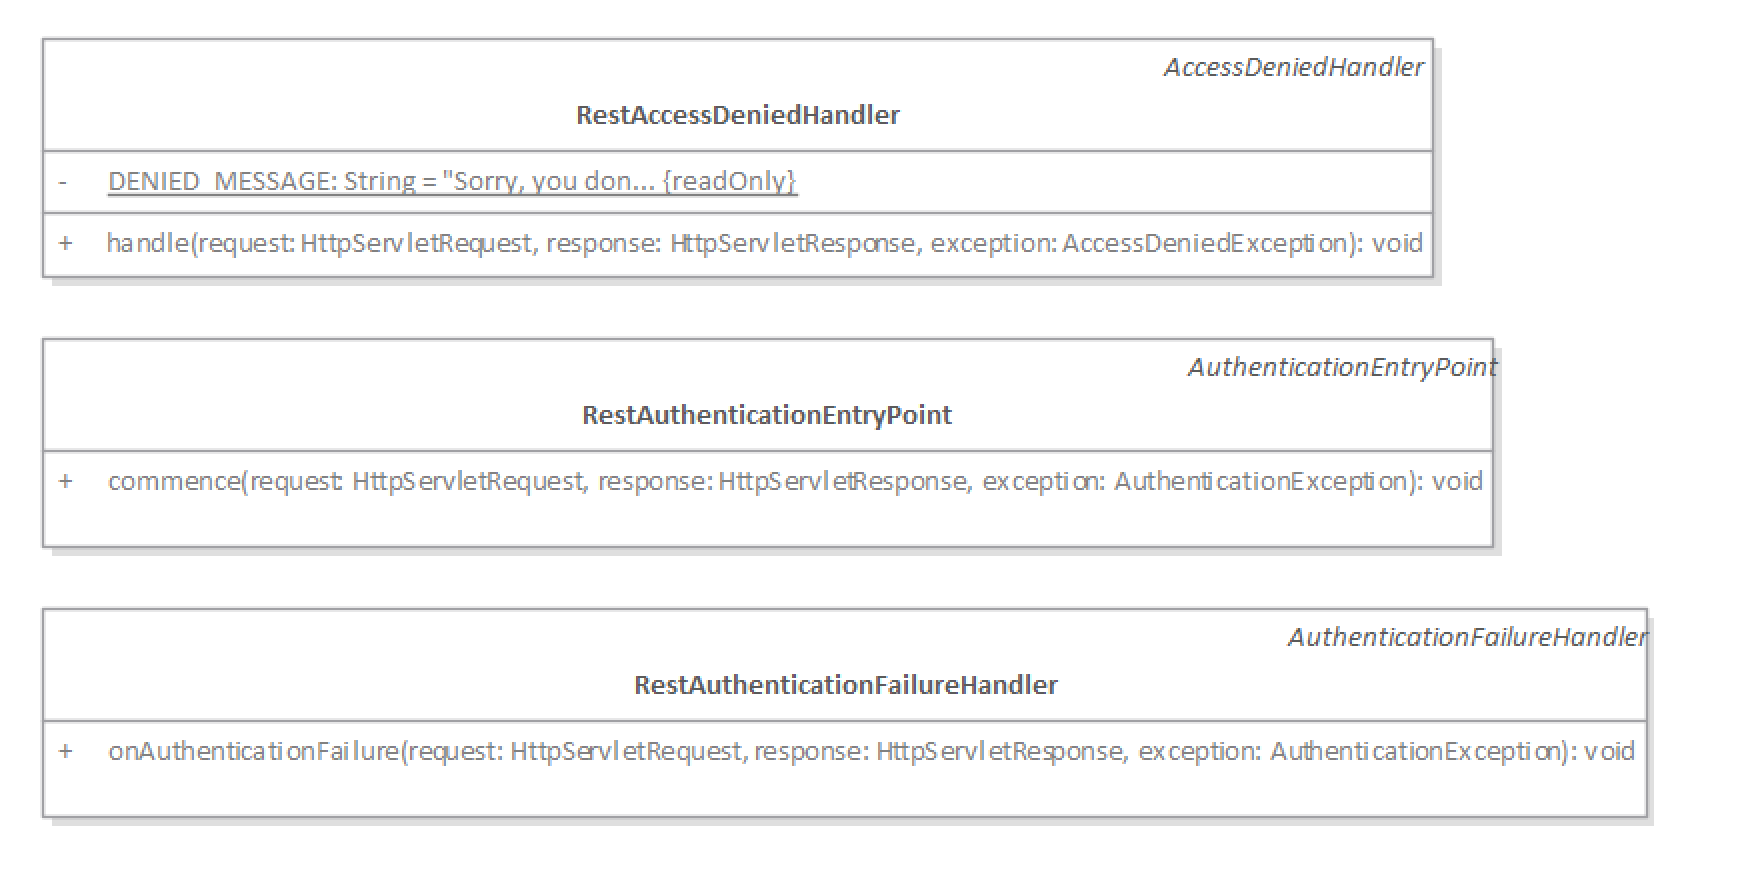 AccessDeniedHandler
RestAccessDeniedHandler
- DENIED_MESSAGE: String = "Sorry, you don... {readOnly}
+ handle(request: HttpServletRequest, response: HttpServletResponse, exception: AccessDeniedException): void
AuthenticationEntryPoint
RestAuthenticationEntryPoint
+ commence(request: HttpServletRequest, response: HttpServletResponse, exception: AuthenticationException): void
AuthenticationFailureHandler
RestAuthenticationFailureHandler
+ onAuthenticationFailure(request: HttpServletRequest, response: HttpServletResponse, exception: AuthenticationException): void